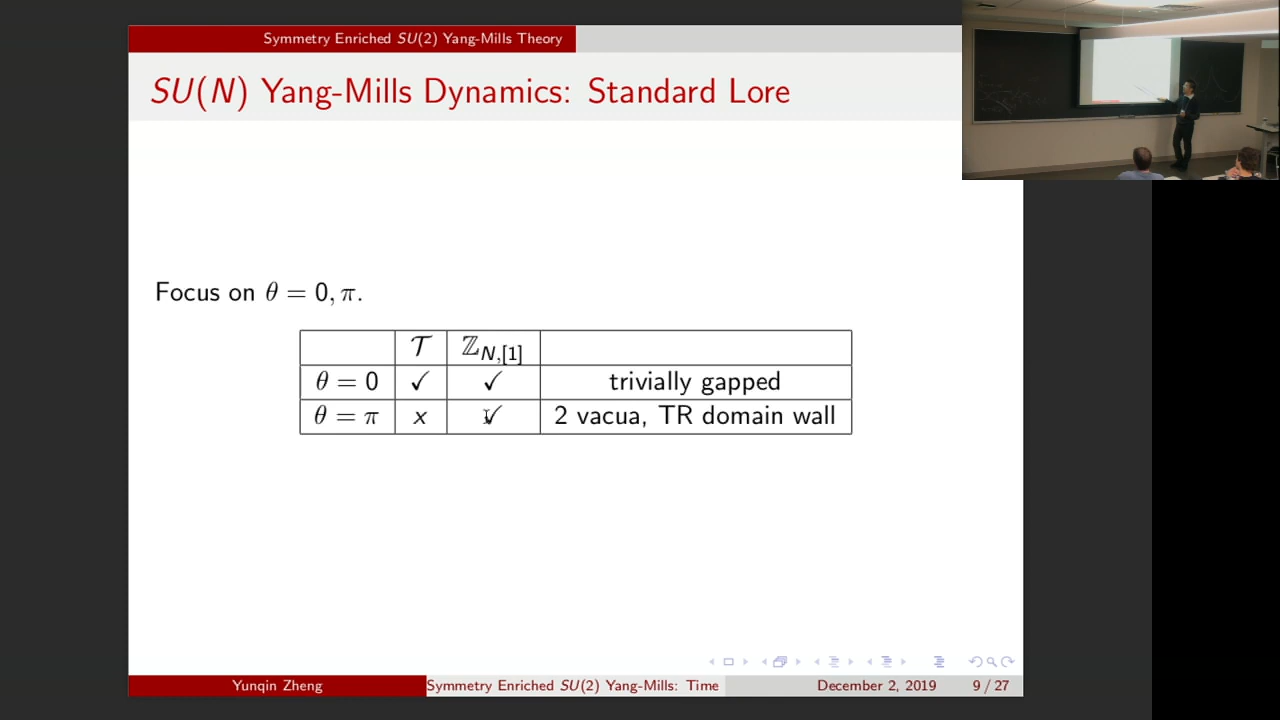 Symmetry Enriched SU(2) Yang-Mills Theory
SU(N) Yang-Mills Dynamics: Standard Lore
Focus on θ = 0, π.
𝒯 ℤ_{N,[1]}
θ = 0 ✓ ✓ trivially gapped
θ = π x ✓ 2 vacua, TR domain wall
Yunqin Zheng Symmetry Enriched SU(2) Yang-Mills: Time December 2, 2019 9 / 27